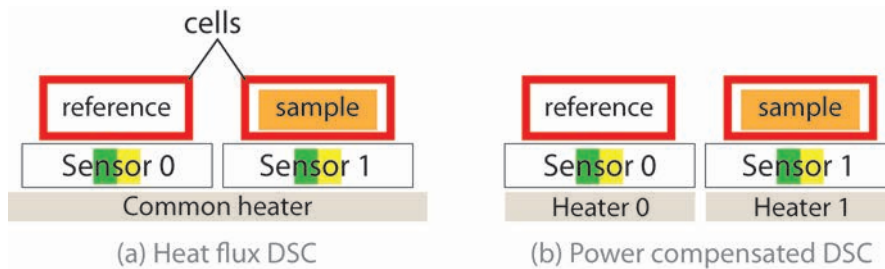 cells
reference
sample
reference
sample
Sensor 0
Sensor 1
Sensor 0
Sensor 1
Common heater
Heater 0
Heater 1
(a) Heat flux DSC
(b) Power compensated DSC